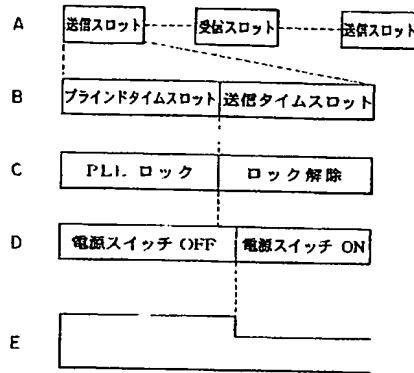 A 送信スロット 受信スロット 送信スロット
B ブラインドタイムスロット 送信タイムスロット
C PLL ロック ロック解除
D 電源スイッチ OFF 電源スイッチ ON
E